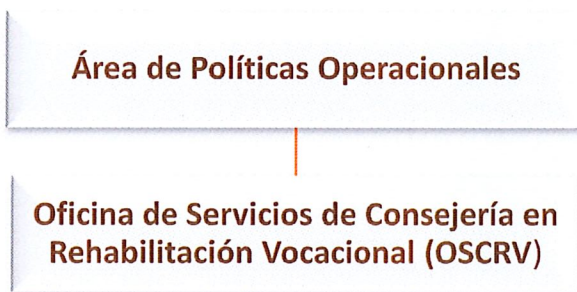 Área de Políticas Operacionales
Oficina de Servicios de Consejería en
Rehabilitación Vocacional (OSCRV)